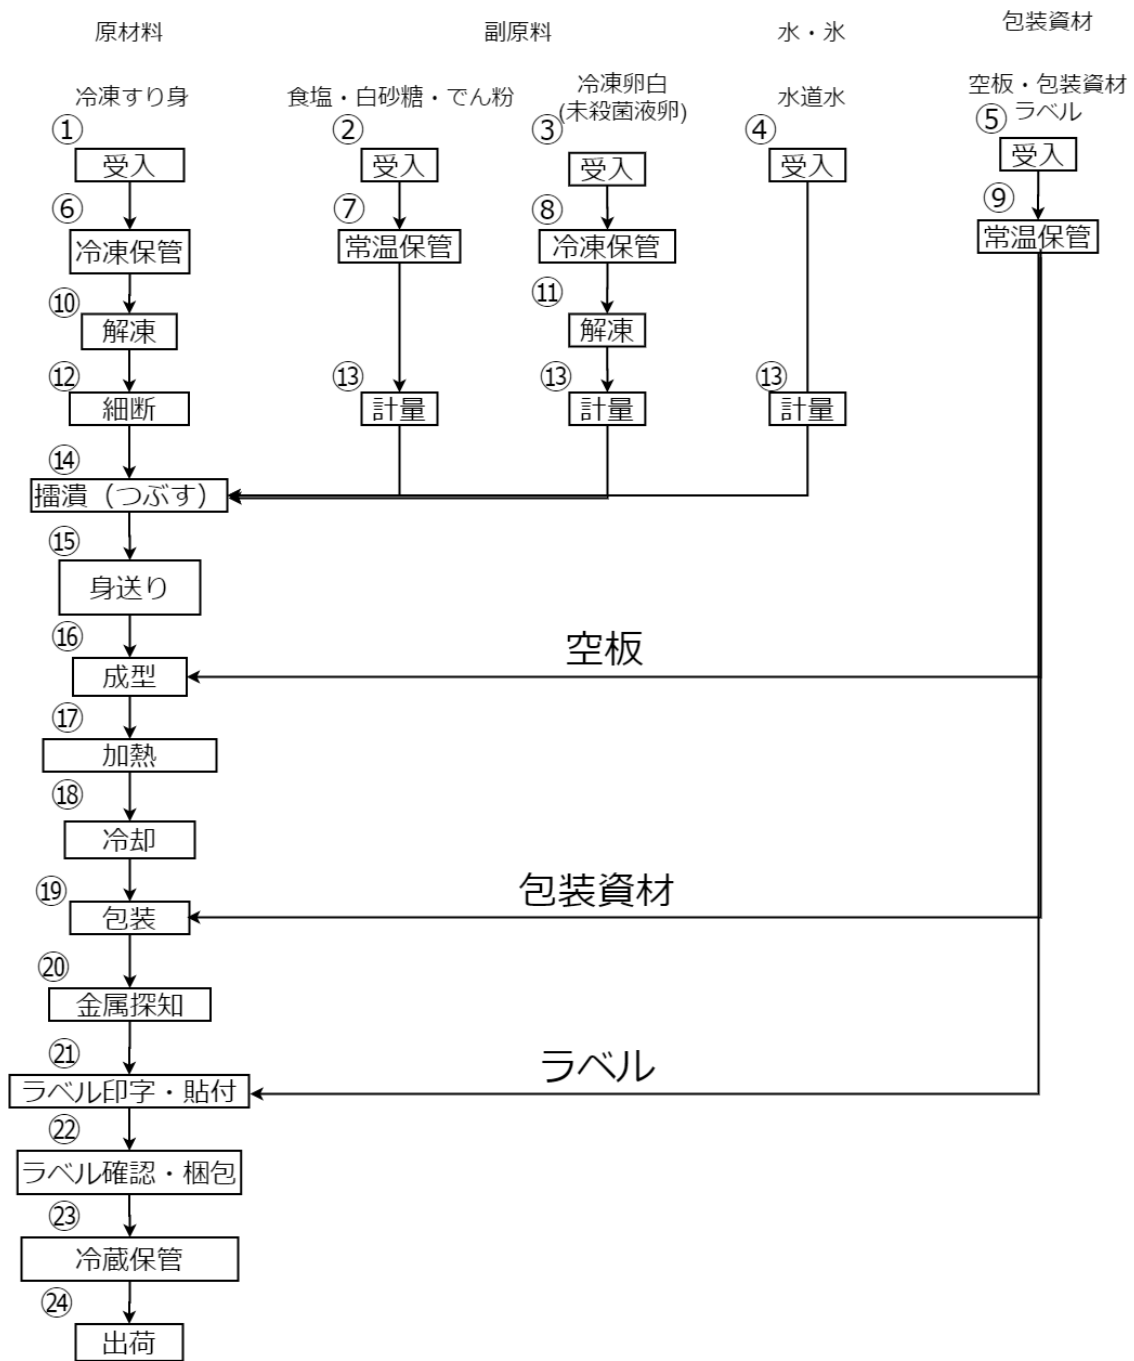 原材料
副原料
水・氷
包装資材
冷凍すり身
食塩・白砂糖・でん粉
冷凍卵白
(未殺菌液卵)
水道水
空板・包装資材
ラベル
①
受入
②
受入
③
受入
④
受入
⑤
受入
⑥
冷凍保管
⑦
常温保管
⑧
冷凍保管
⑨
常温保管
⑩
解凍
⑪
解凍
⑫
細断
⑬
計量
⑬
計量
⑬
計量
⑭
擂潰（つぶす）
⑮
身送り
⑯
成型
空板
⑰
加熱
⑱
冷却
⑲
包装
包装資材
⑳
金属探知
㉑
ラベル印字・貼付
ラベル
㉒
ラベル確認・梱包
㉓
冷蔵保管
㉔
出荷